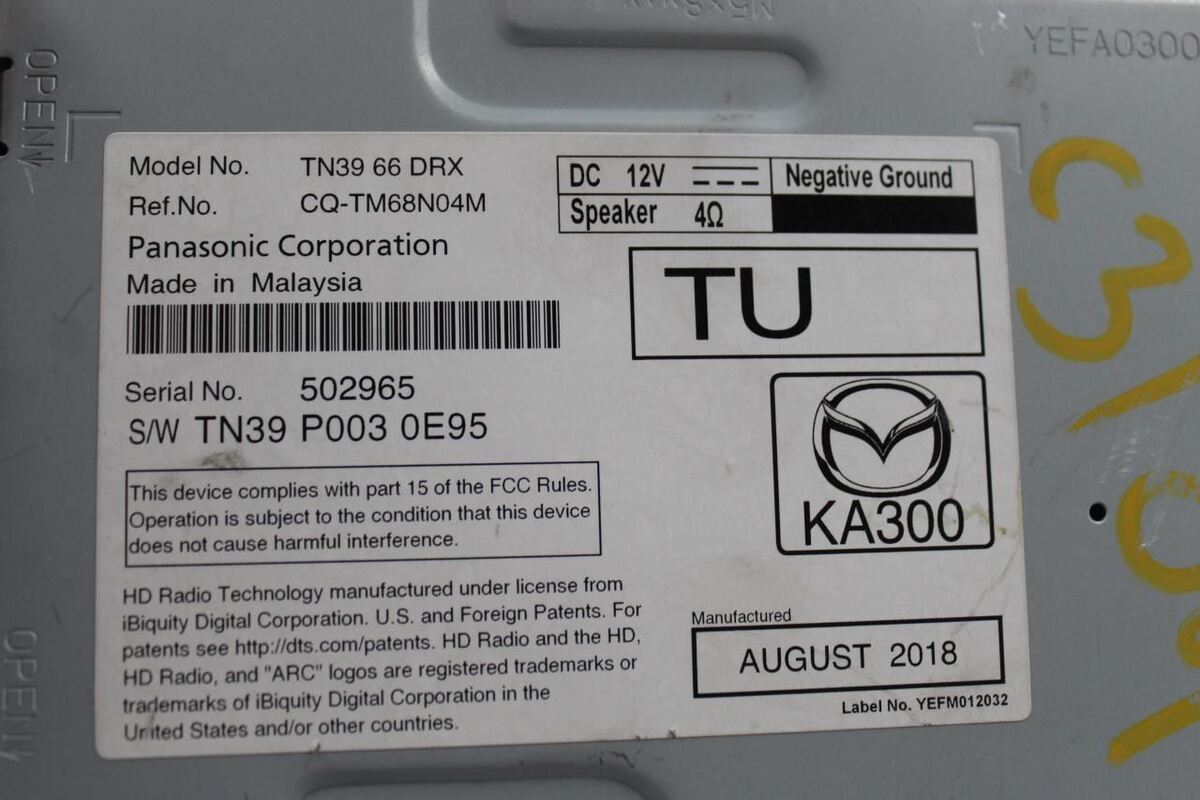 YEFA0300
OPEN
Model No. TN39 66 DRX
Ref.No. CQ-TM68N04M
Panasonic Corporation
Made in Malaysia
DC 12V
Negative Ground
Speaker 4Ω
TU
Serial No. 502965
S/W TN39 P003 0E95
KA300
This device complies with part 15 of the FCC Rules.
Operation is subject to the condition that this device
does not cause harmful interference.
HD Radio Technology manufactured under license from
iBiquity Digital Corporation. U.S. and Foreign Patents. For
patents see http://dts.com/patents. HD Radio and the HD,
HD Radio, and "ARC" logos are registered trademarks or
trademarks of iBiquity Digital Corporation in the
United States and/or other countries.
Manufactured
AUGUST 2018
Label No. YEFM012032
OPEN